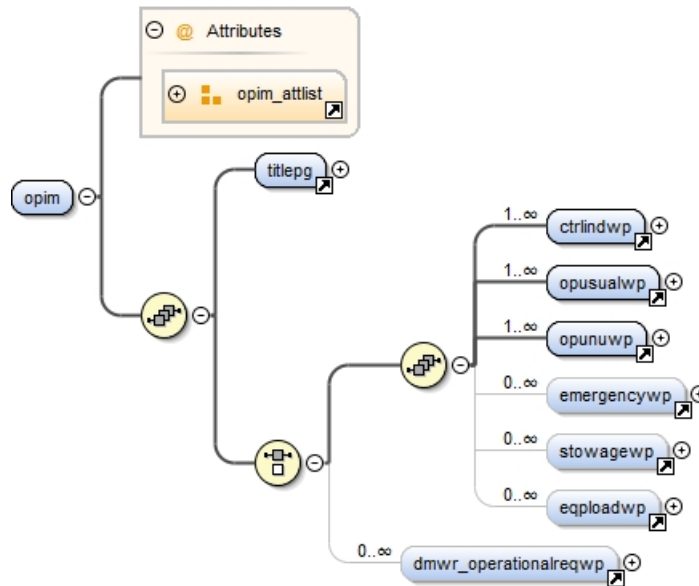 @ Attributes
opim_attlist
titlepg
opim
1..∞
ctrlindwp
1..∞
opusualwp
1..∞
opunuwp
0..∞
emergencywp
0..∞
stowagewp
0..∞
eqploadwp
0..∞
dmwr_operationalreqwp